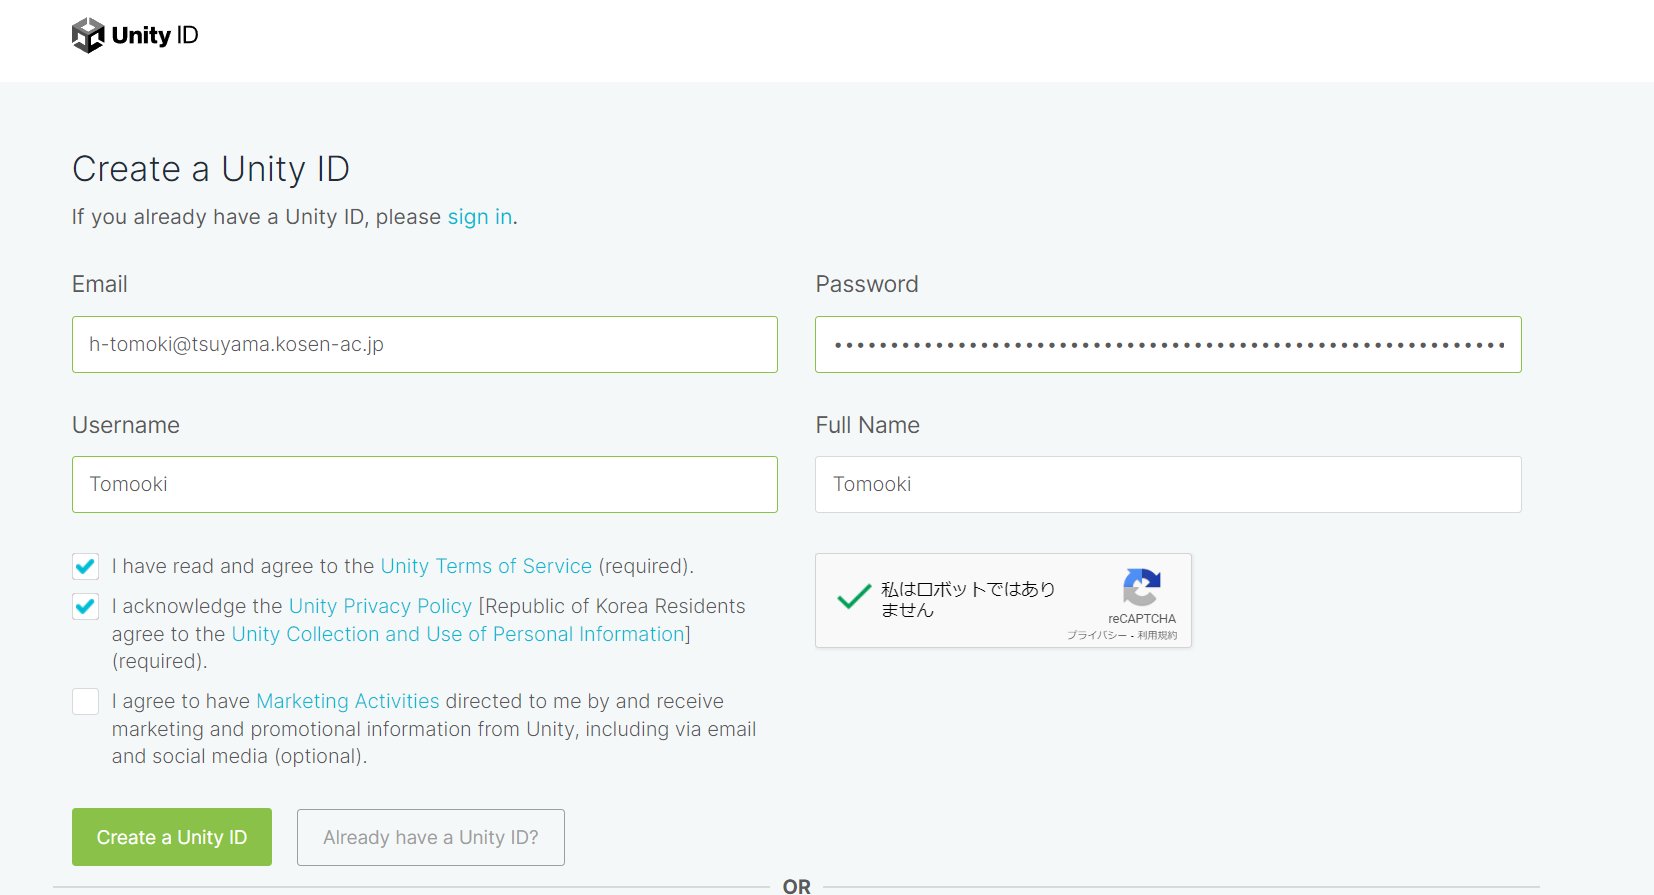 Unity ID
Create a Unity ID
If you already have a Unity ID, please sign in.
Email
Password
h-tomoki@tsuyama.kosen-ac.jp
••••••••••••••••••••••••••••••••••••••••••••••••••••••••••••
Username
Full Name
Tomooki
Tomooki
I have read and agree to the Unity Terms of Service (required).
I acknowledge the Unity Privacy Policy [Republic of Korea Residents
agree to the Unity Collection and Use of Personal Information]
(required).
I agree to have Marketing Activities directed to me by and receive
marketing and promotional information from Unity, including via email
and social media (optional).
私はロボットではあり
ません
reCAPTCHA
プライバシー - 利用規約
Create a Unity ID
Already have a Unity ID?
OR